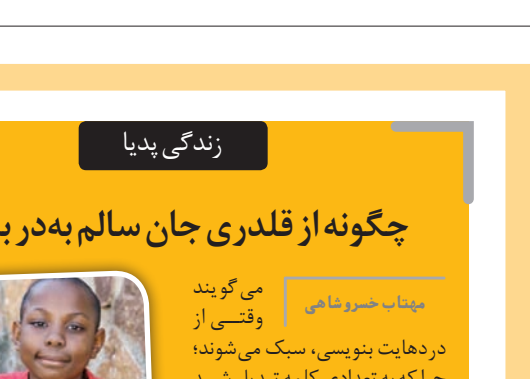 زندگی پدیا
چگونه از قلدری جان سالم به‌در
مهتاب خسروشاهی
می گویند
وقتی از
دردهایت بنویسی، سبک می‌شوند؛